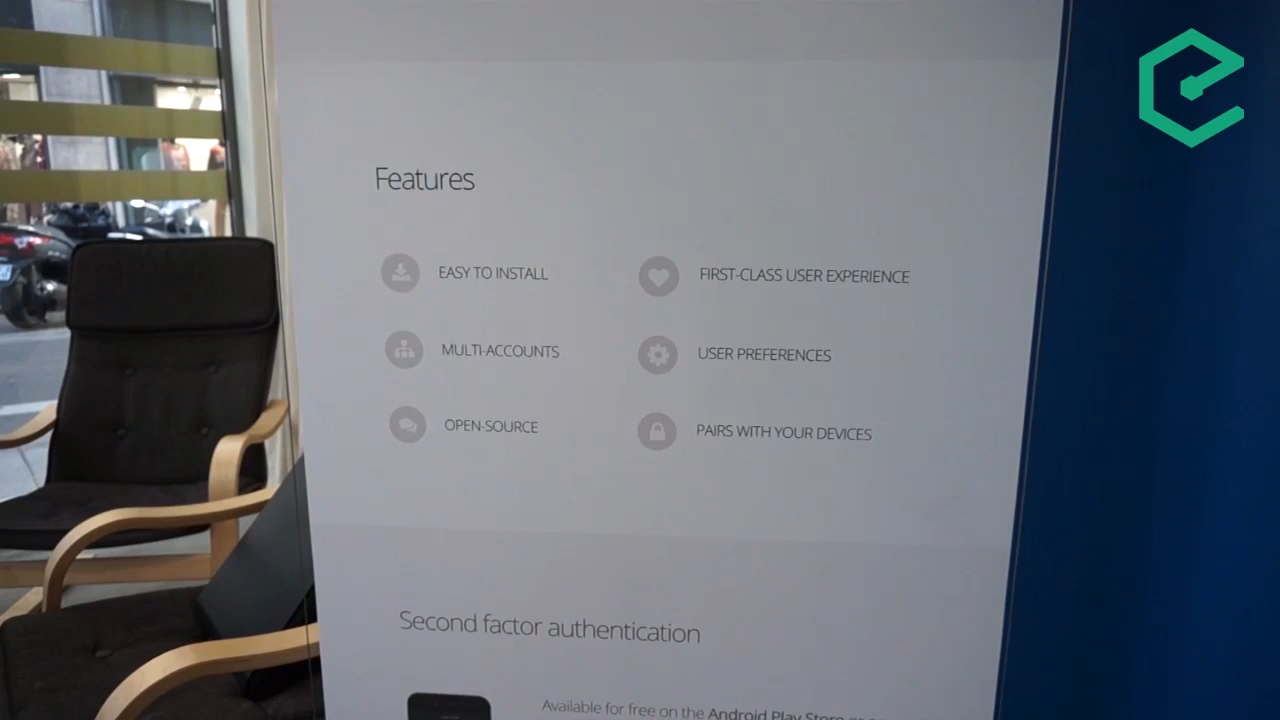 Features
EASY TO INSTALL
FIRST-CLASS USER EXPERIENCE
MULTI-ACCOUNTS
USER PREFERENCES
OPEN-SOURCE
PAIRS WITH YOUR DEVICES
Second factor authentication
Available for free on the Android Play Store